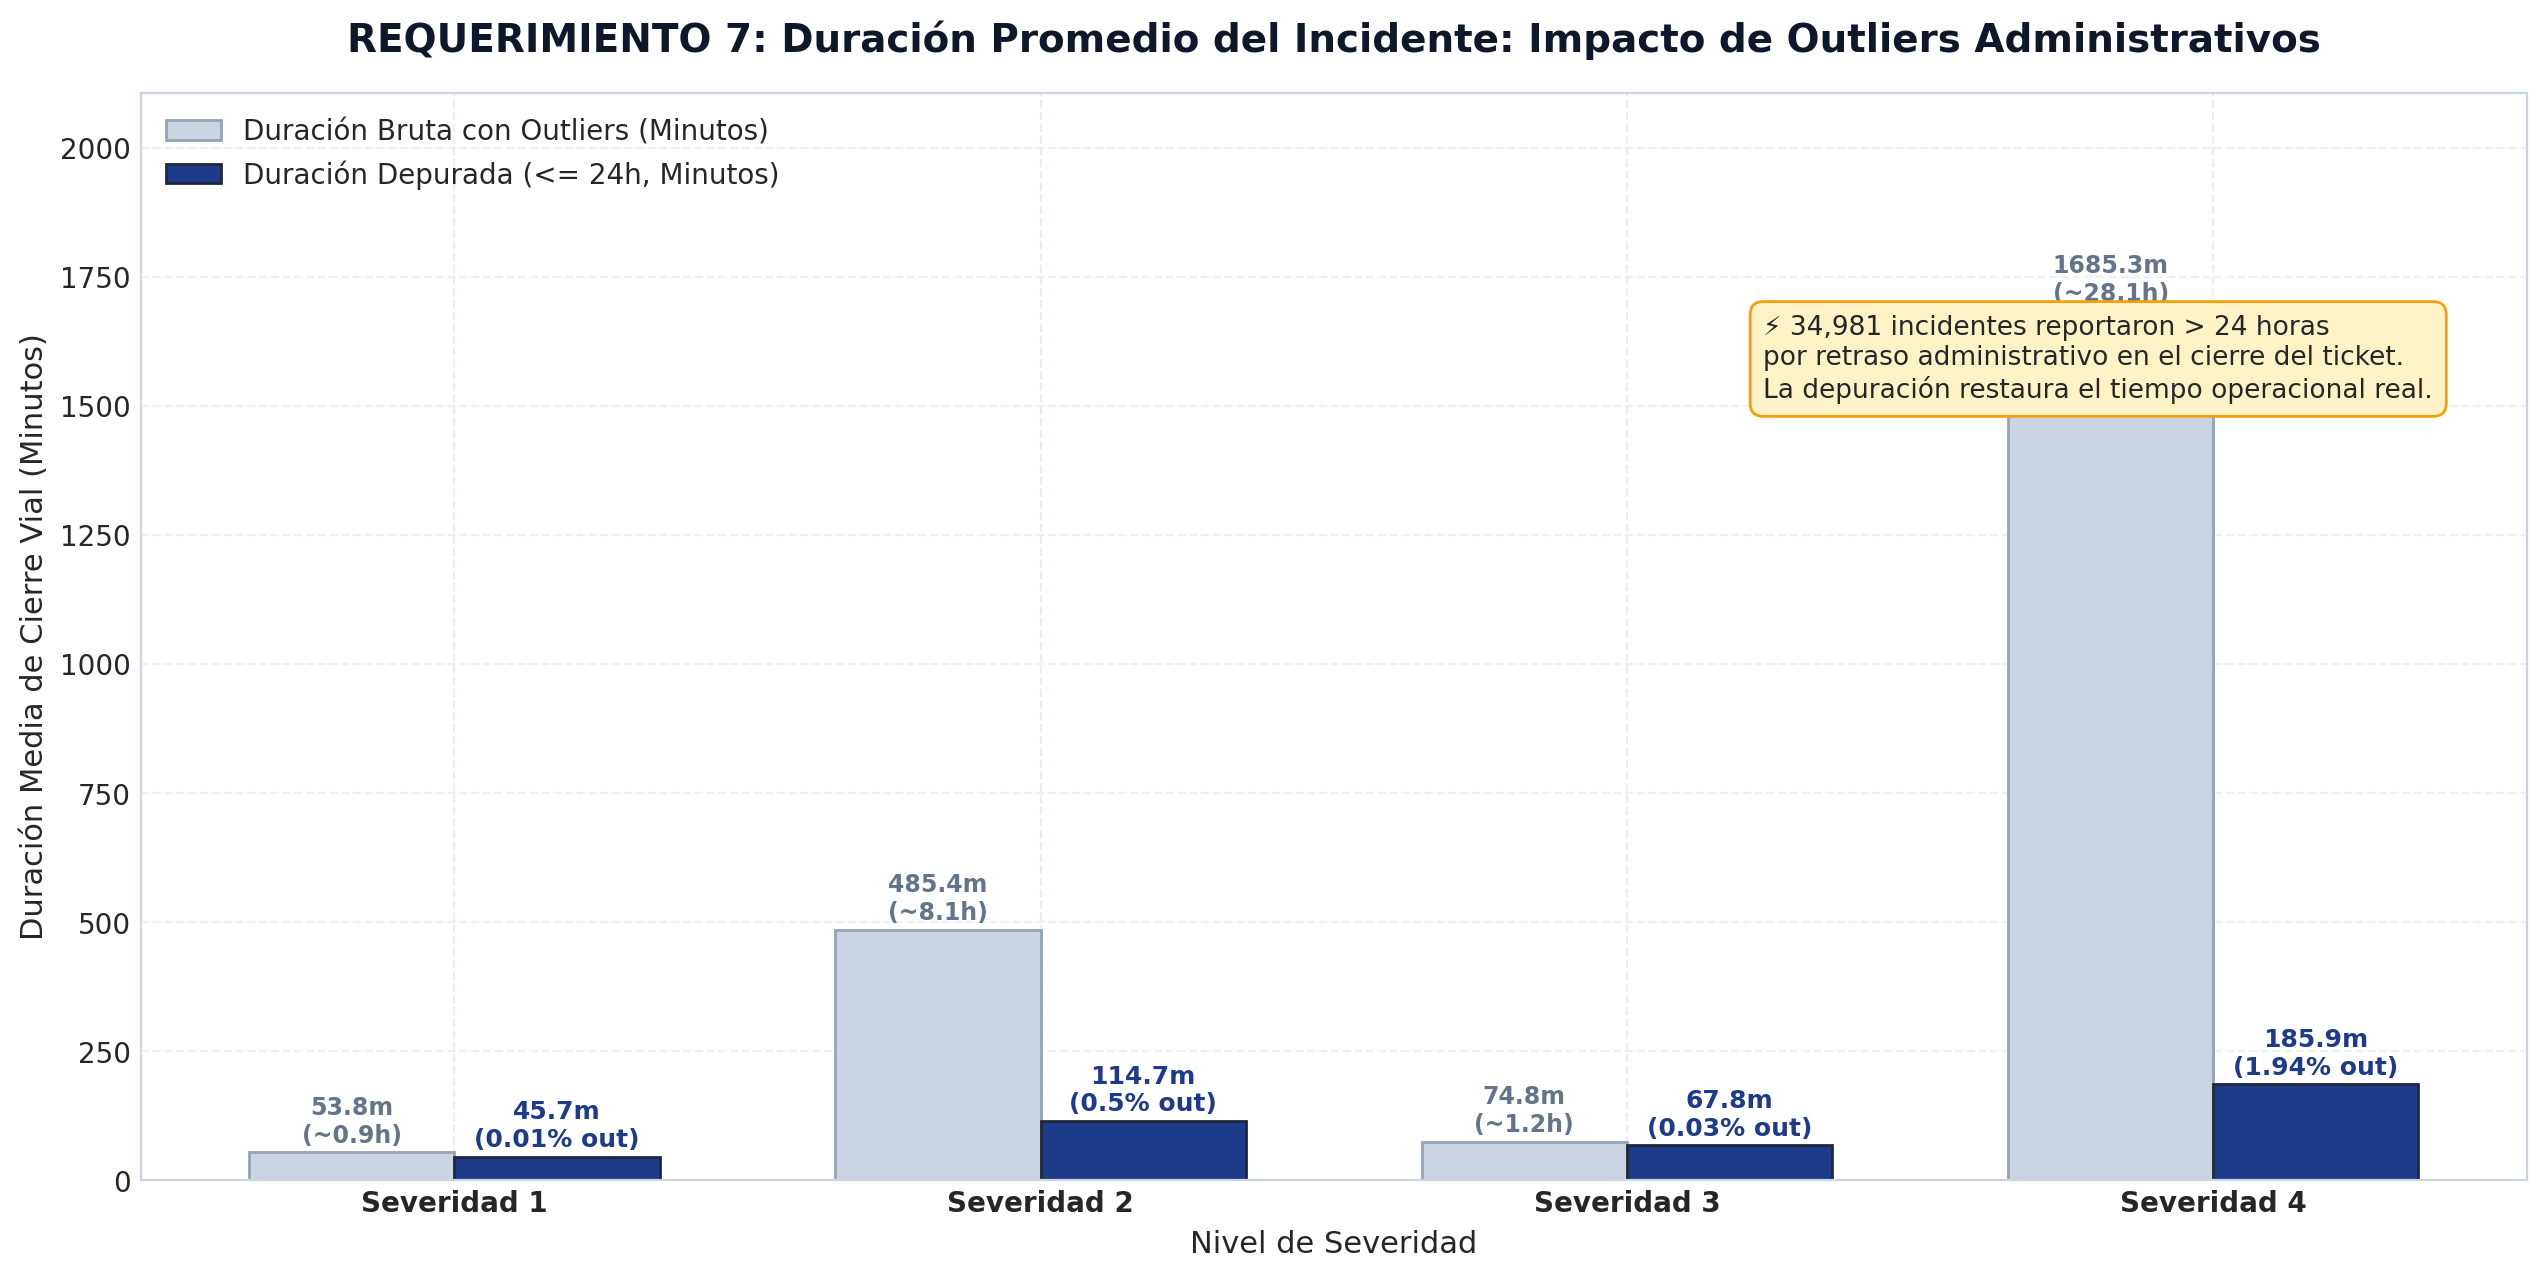 REQUERIMIENTO 7: Duración Promedio del Incidente: Impacto de Outliers Administrativos
Duración Bruta con Outliers (Minutos)
Duración Depurada (<= 24h, Minutos)
Duración Media de Cierre Vial (Minutos)
2000
1750
1500
1250
1000
750
500
250
0
1685.3m
(~28.1h)
⚡ 34,981 incidentes reportaron > 24 horas
por retraso administrativo en el cierre del ticket.
La depuración restaura el tiempo operacional real.
485.4m
(~8.1h)
185.9m
(1.94% out)
114.7m
(0.5% out)
74.8m
(~1.2h)
67.8m
(0.03% out)
53.8m
(~0.9h)
45.7m
(0.01% out)
Severidad 1
Severidad 2
Severidad 3
Severidad 4
Nivel de Severidad